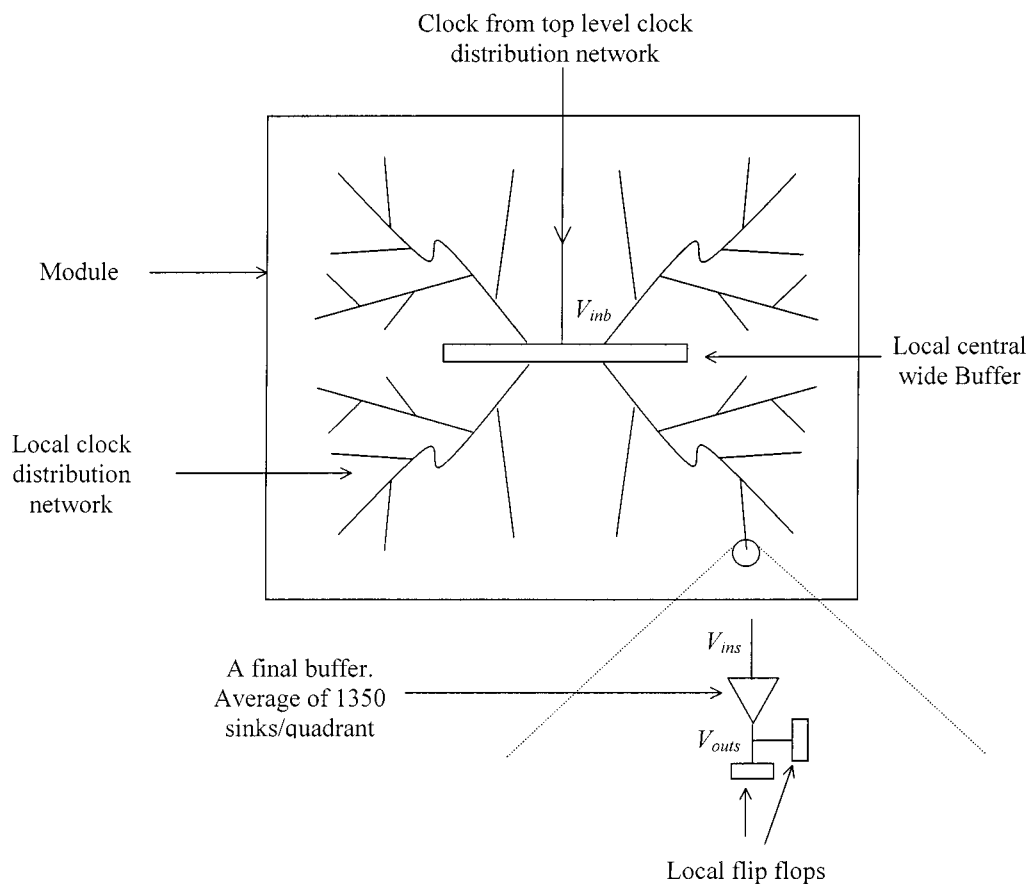 Clock from top level clock
distribution network
Module
V_inb
Local central
wide Buffer
Local clock
distribution
network
V_ins
A final buffer.
Average of 1350
sinks/quadrant
V_outs
Local flip flops